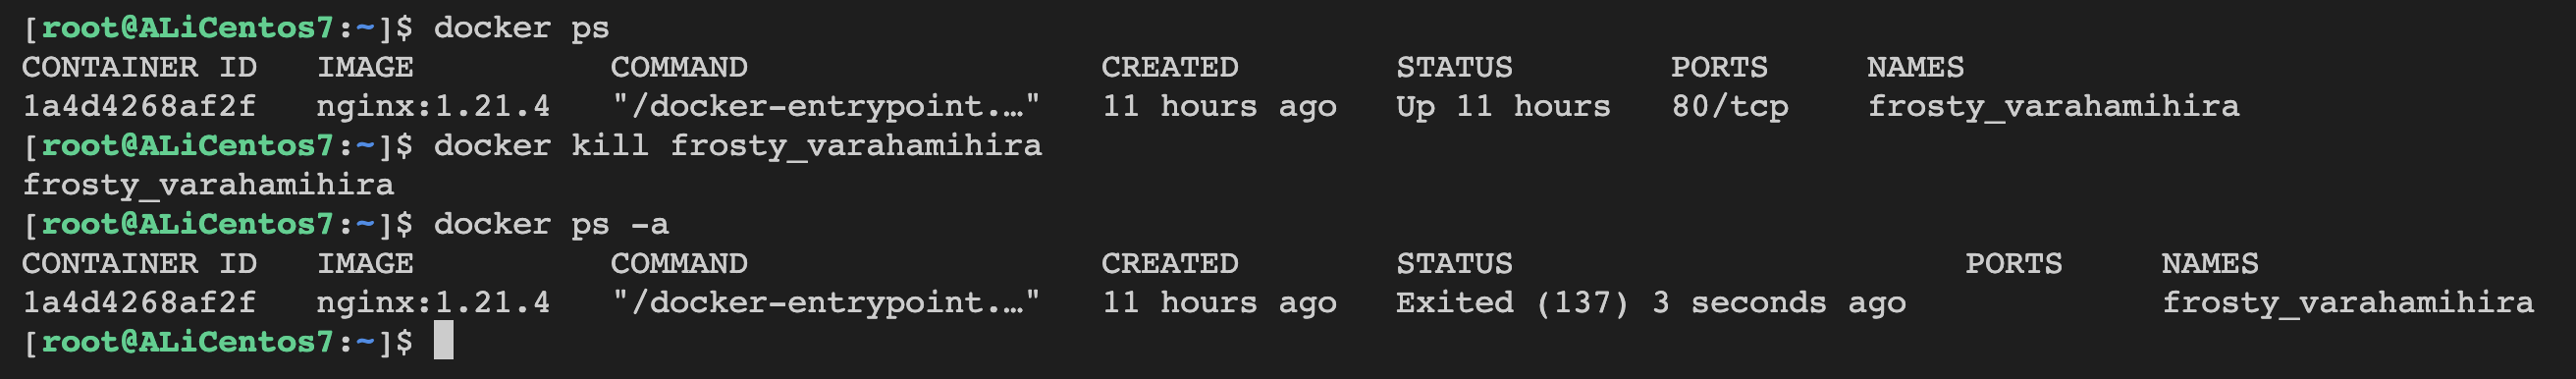 [root@ALiCentos7:~]$ docker ps
CONTAINER ID   IMAGE          COMMAND                  CREATED        STATUS        PORTS     NAMES
1a4d4268af2f   nginx:1.21.4   "/docker-entrypoint.…"   11 hours ago   Up 11 hours   80/tcp    frosty_varahamihira
[root@ALiCentos7:~]$ docker kill frosty_varahamihira
frosty_varahamihira
[root@ALiCentos7:~]$ docker ps -a
CONTAINER ID   IMAGE          COMMAND                  CREATED        STATUS                       PORTS     NAMES
1a4d4268af2f   nginx:1.21.4   "/docker-entrypoint.…"   11 hours ago   Exited (137) 3 seconds ago             frosty_varahamihira
[root@ALiCentos7:~]$